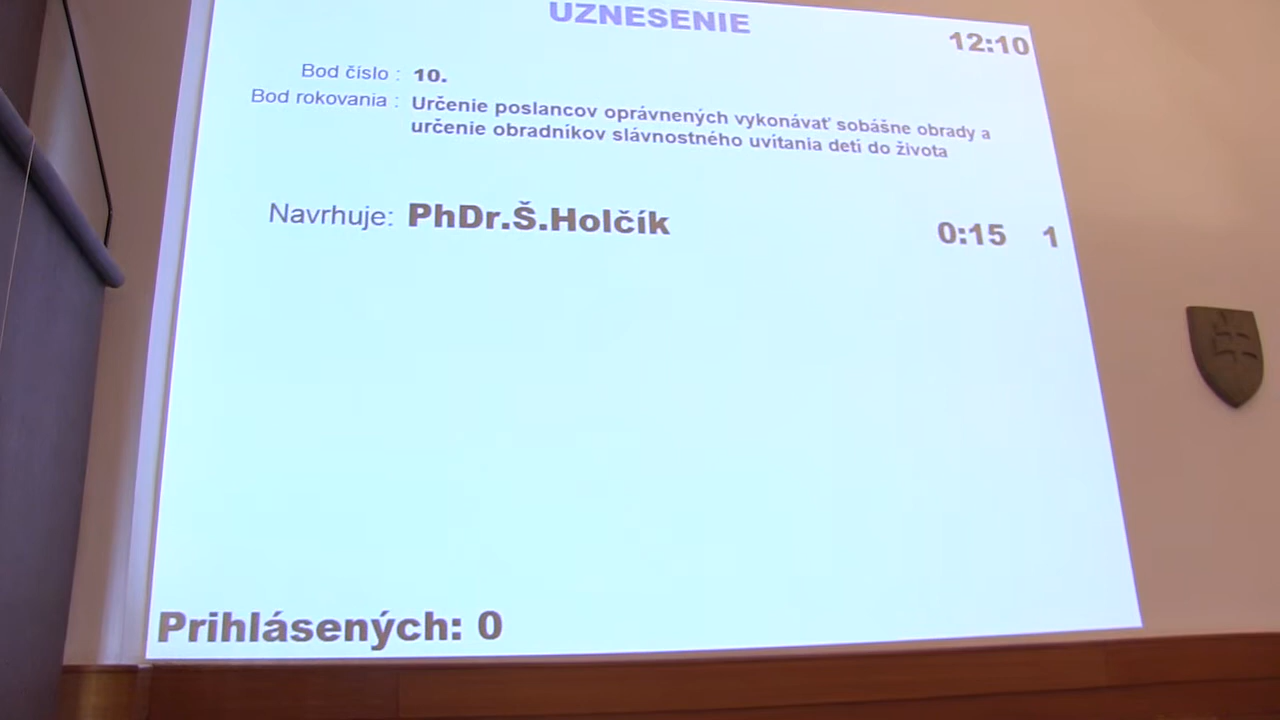 UZNESENIE
12:10
Bod číslo : 10.
Bod rokovania : Určenie poslancov oprávnených vykonávať sobášne obrady a
určenie obradníkov slávnostného uvítania detí do života
Navrhuje: PhDr.Š.Holčík 0:15 1
Prihlásených: 0